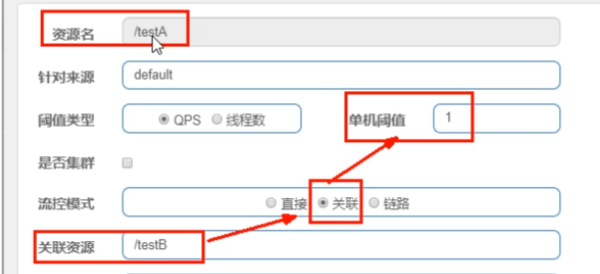 资源名 /testA
针对来源 default
阈值类型 QPS 线程数 单机阈值 1
是否集群
流控模式 直接 关联 链路
关联资源 /testB